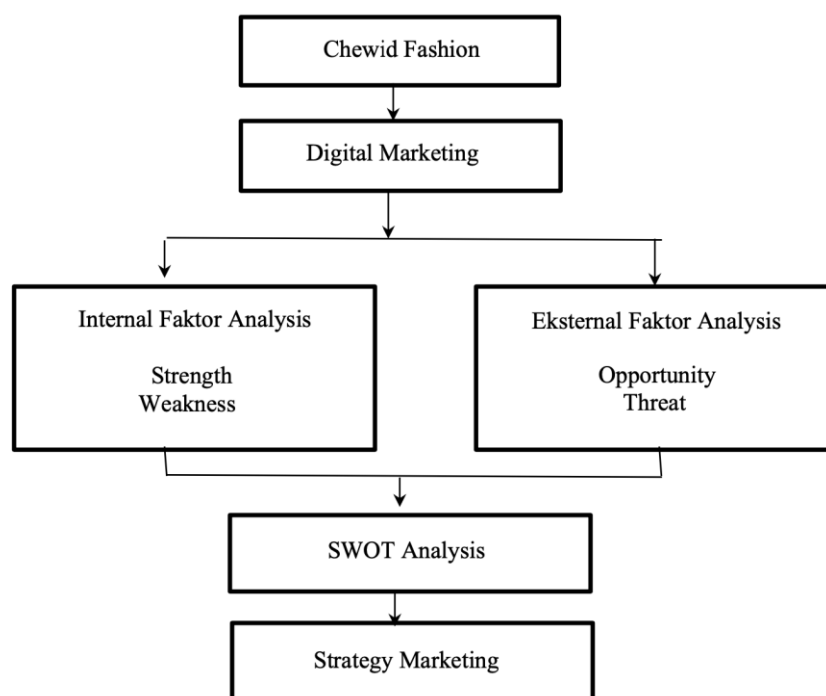 Chewid Fashion
Digital Marketing
Internal Faktor Analysis
Strength
Weakness
Eksternal Faktor Analysis
Opportunity
Threat
SWOT Analysis
Strategy Marketing